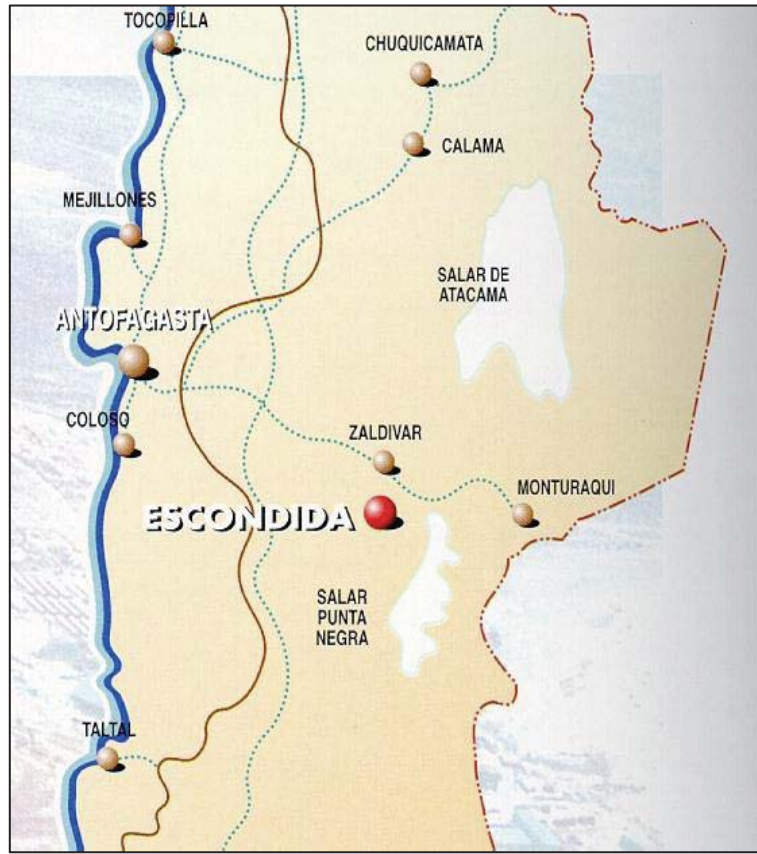 TOCOPILLA
CHUQUICAMATA
CALAMA
MEJILLONES
SALAR DE
ATACAMA
ANTOFAGASTA
COLOSO
ZALDIVAR
MONTURAQUI
ESCONDIDA
SALAR
PUNTA
NEGRA
TALTAL